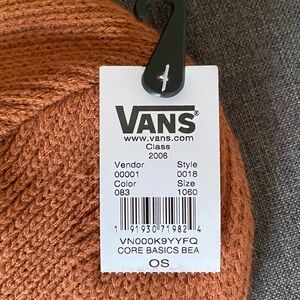 VANS®
www.vans.com
Class
2006
Vendor Style
00001 0018
Color Size
083 1060
1 91930 71982 4
VN000K9YYFQ
CORE BASICS BEA
OS